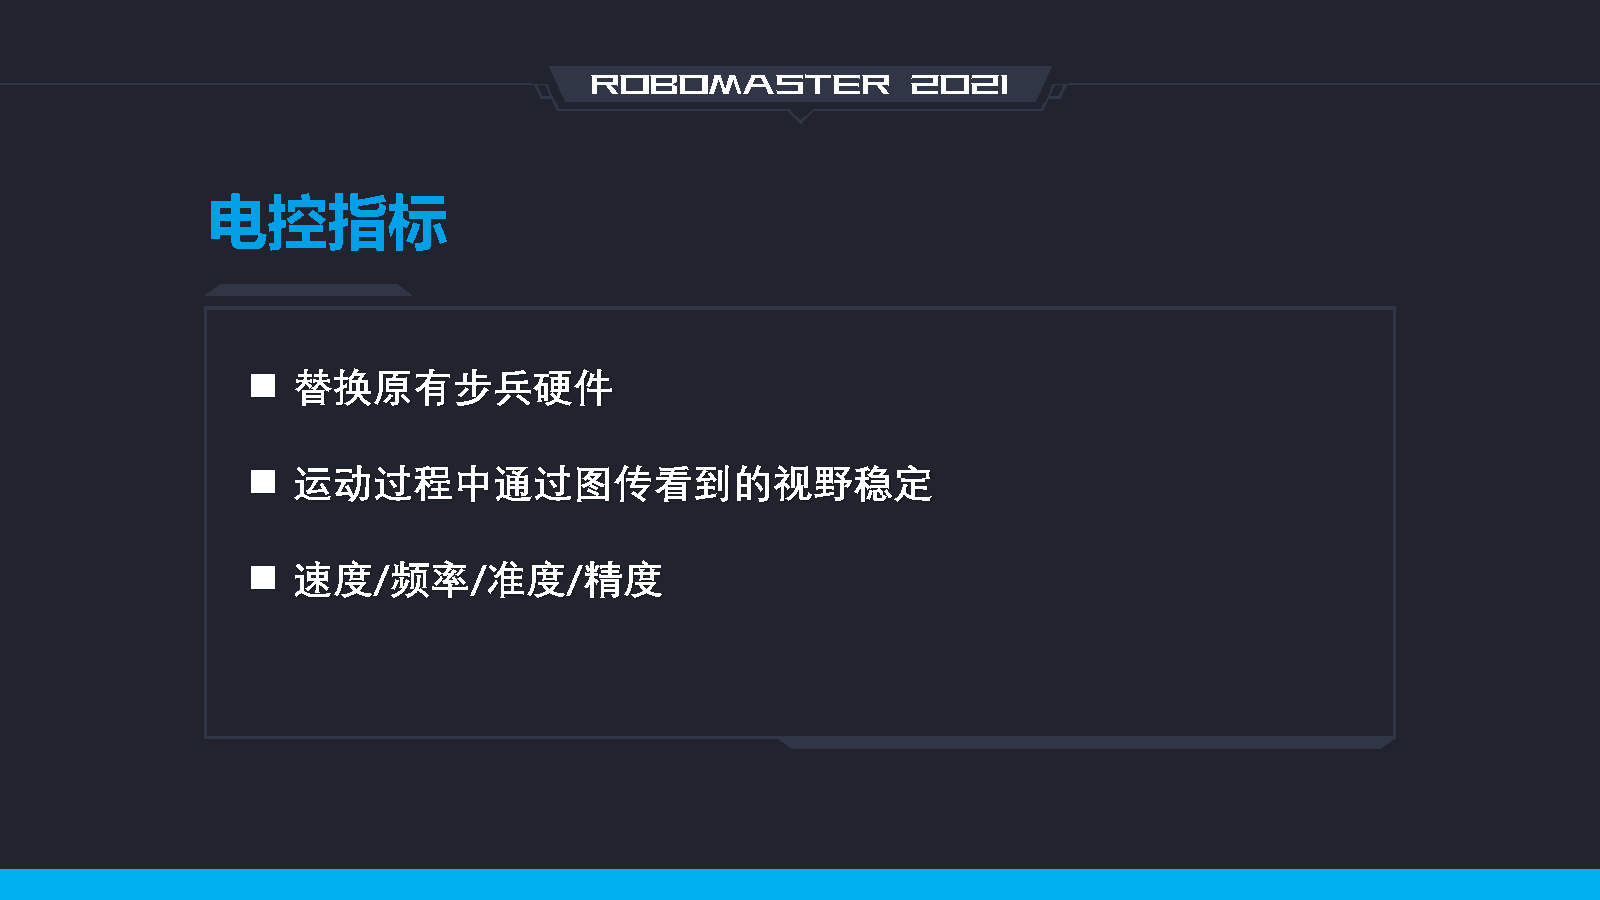 ROBOMASTER 2021
电控指标
■ 替换原有步兵硬件
■ 运动过程中通过图传看到的视野稳定
■ 速度/频率/准度/精度